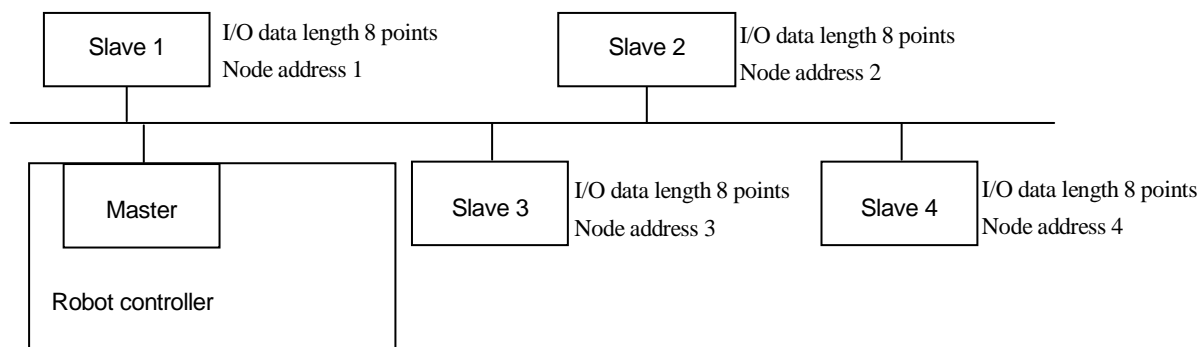 Slave 1
I/O data length 8 points
Node address 1
Slave 2
I/O data length 8 points
Node address 2
Master
Robot controller
Slave 3
I/O data length 8 points
Node address 3
Slave 4
I/O data length 8 points
Node address 4